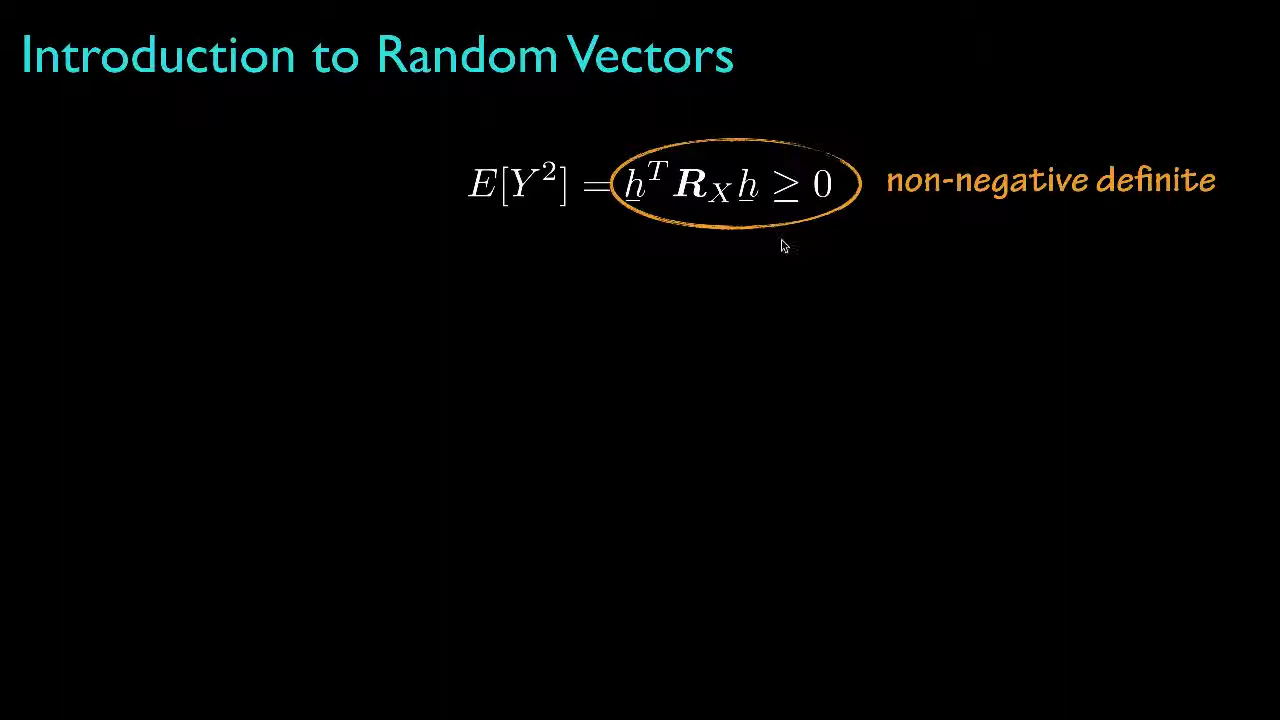 Introduction to Random Vectors
E[Y²] = h̲ᵀ R_X h̲ ≥ 0 non-negative definite